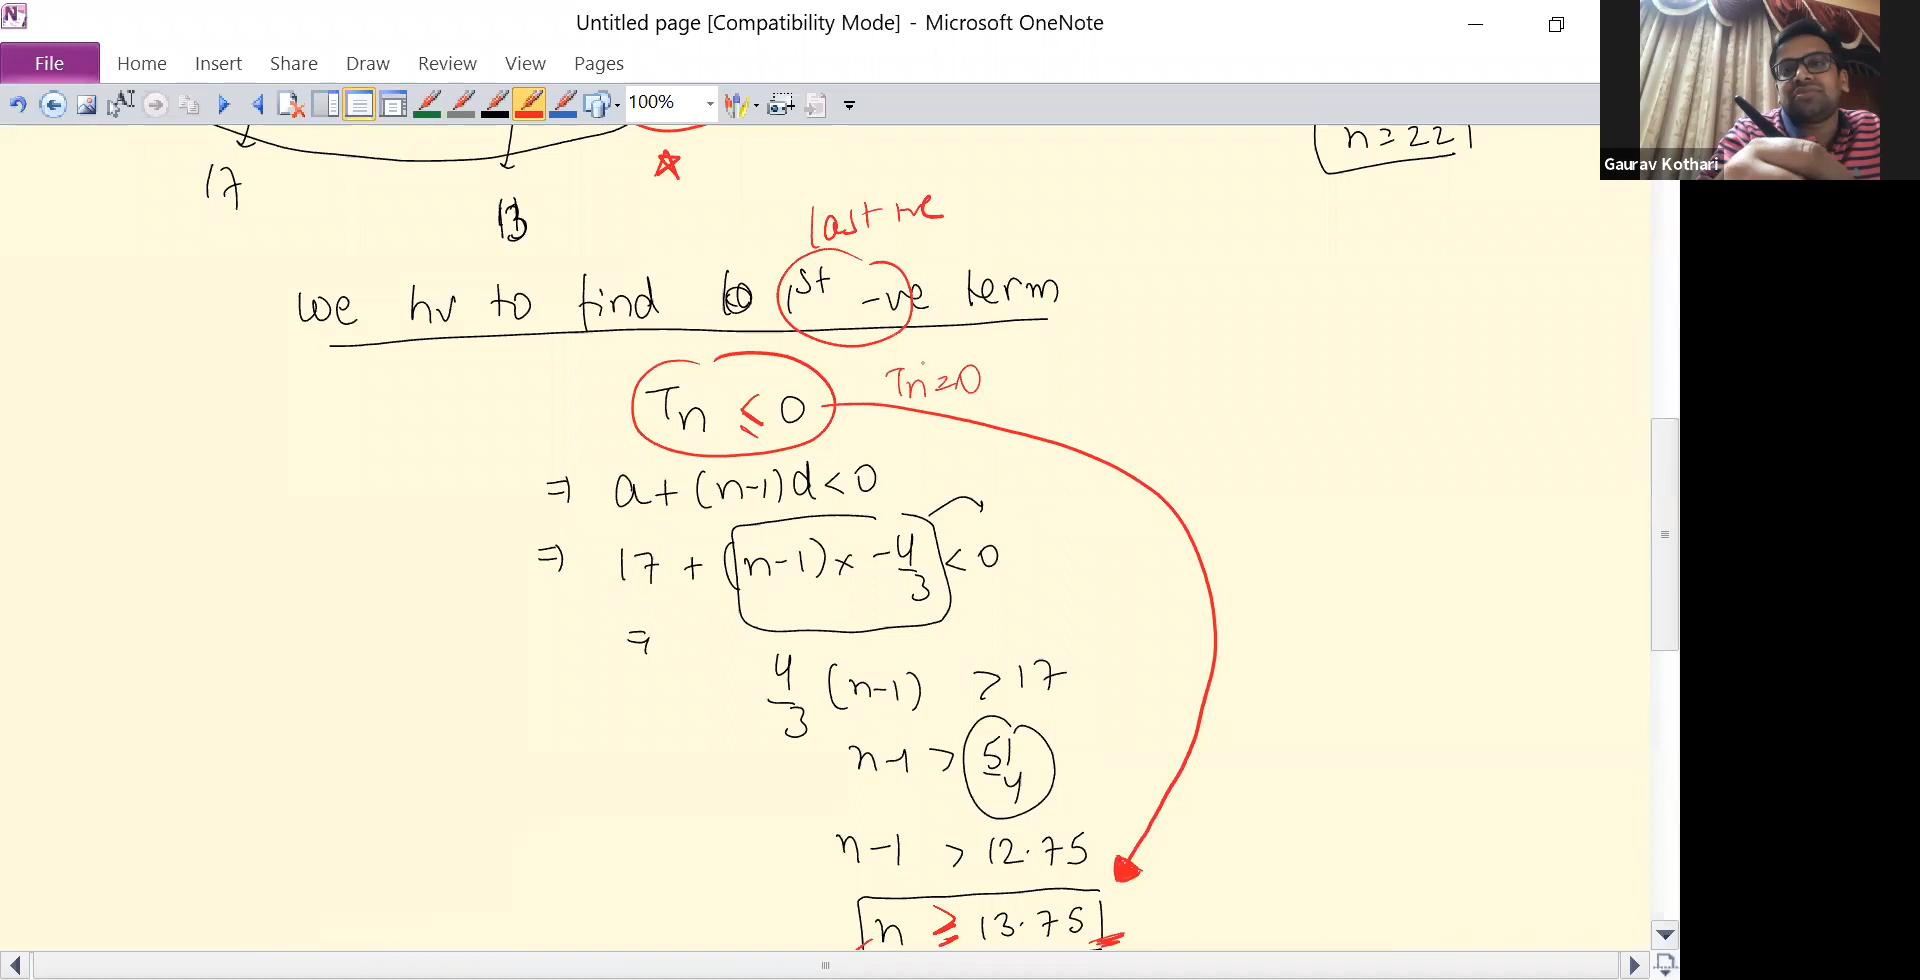 Untitled page [Compatibility Mode] - Microsoft OneNote
File Home Insert Share Draw Review View Pages
100%
Gaurav Kothari
n = 22
17
13
last +ve
we hv to find 1st -ve term
Tn ≤ 0
Tn = 0
⇒ a + (n-1)d < 0
⇒ 17 + (n-1) x -4/3 < 0
⇒
4/3 (n-1) > 17
n-1 > 51/4
n-1 > 12.75
n ≥ 13.75